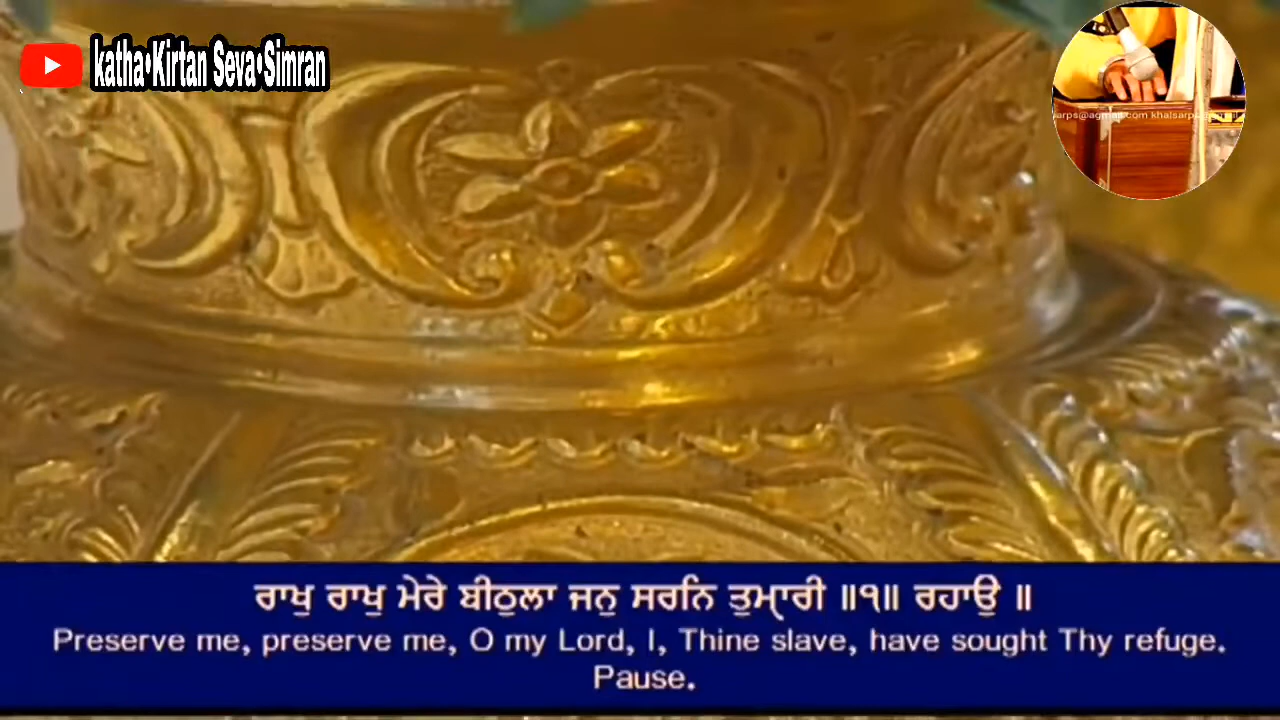 katha•Kirtan Seva•Simran
ਰਾਖੁ ਰਾਖੁ ਮੇਰੇ ਬੀਠੁਲਾ ਜਨੁ ਸਰਨਿ ਤੁਮ੍ਹਾਰੀ ॥੧॥ ਰਹਾਉ ॥
Preserve me, preserve me, O my Lord, I, Thine slave, have sought Thy refuge.
Pause.